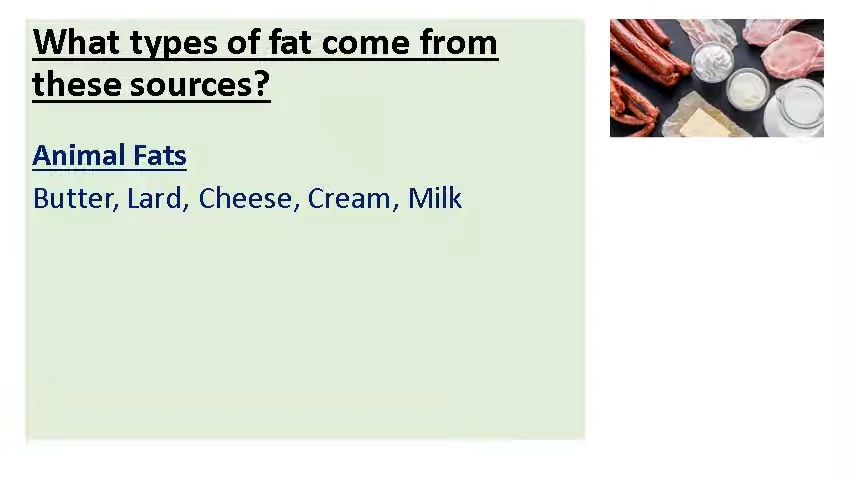 What types of fat come from
these sources?
Animal Fats
Butter, Lard, Cheese, Cream, Milk